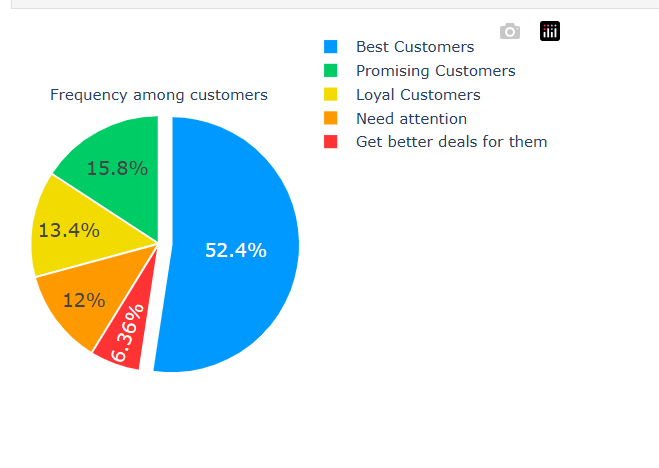 Best Customers
Promising Customers
Loyal Customers
Need attention
Get better deals for them
Frequency among customers
15.8%
13.4%
52.4%
12%
6.36%